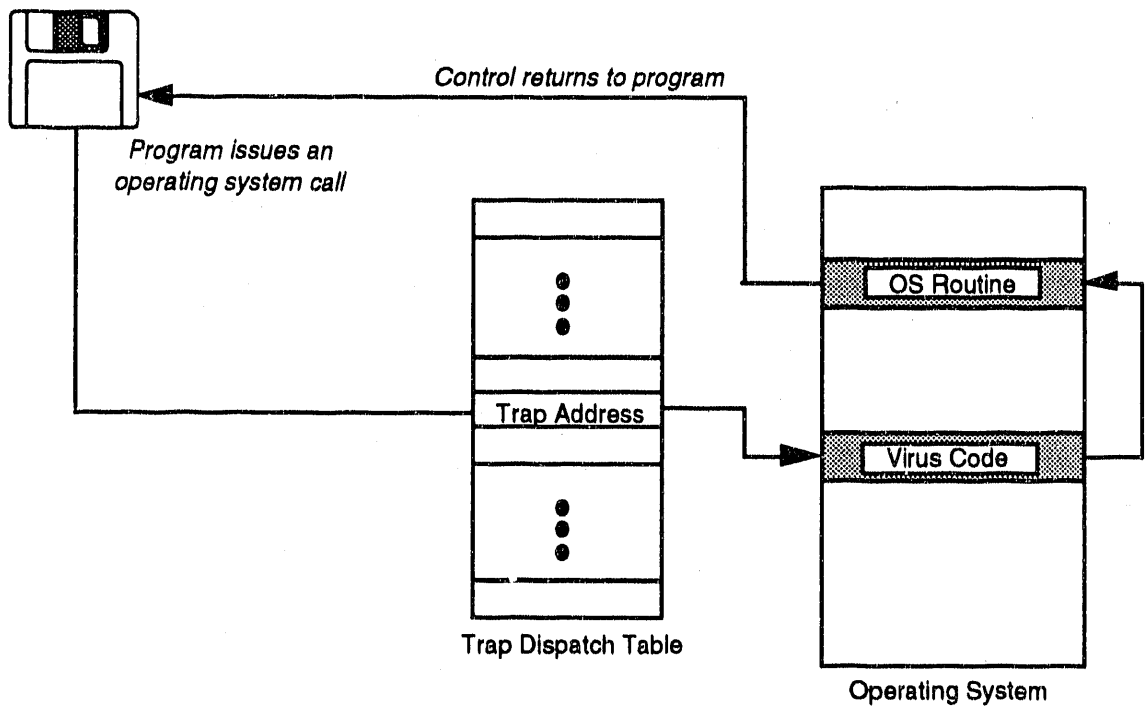 Control returns to program
Program issues an
operating system call
OS Routine
Trap Address
Virus Code
Trap Dispatch Table
Operating System